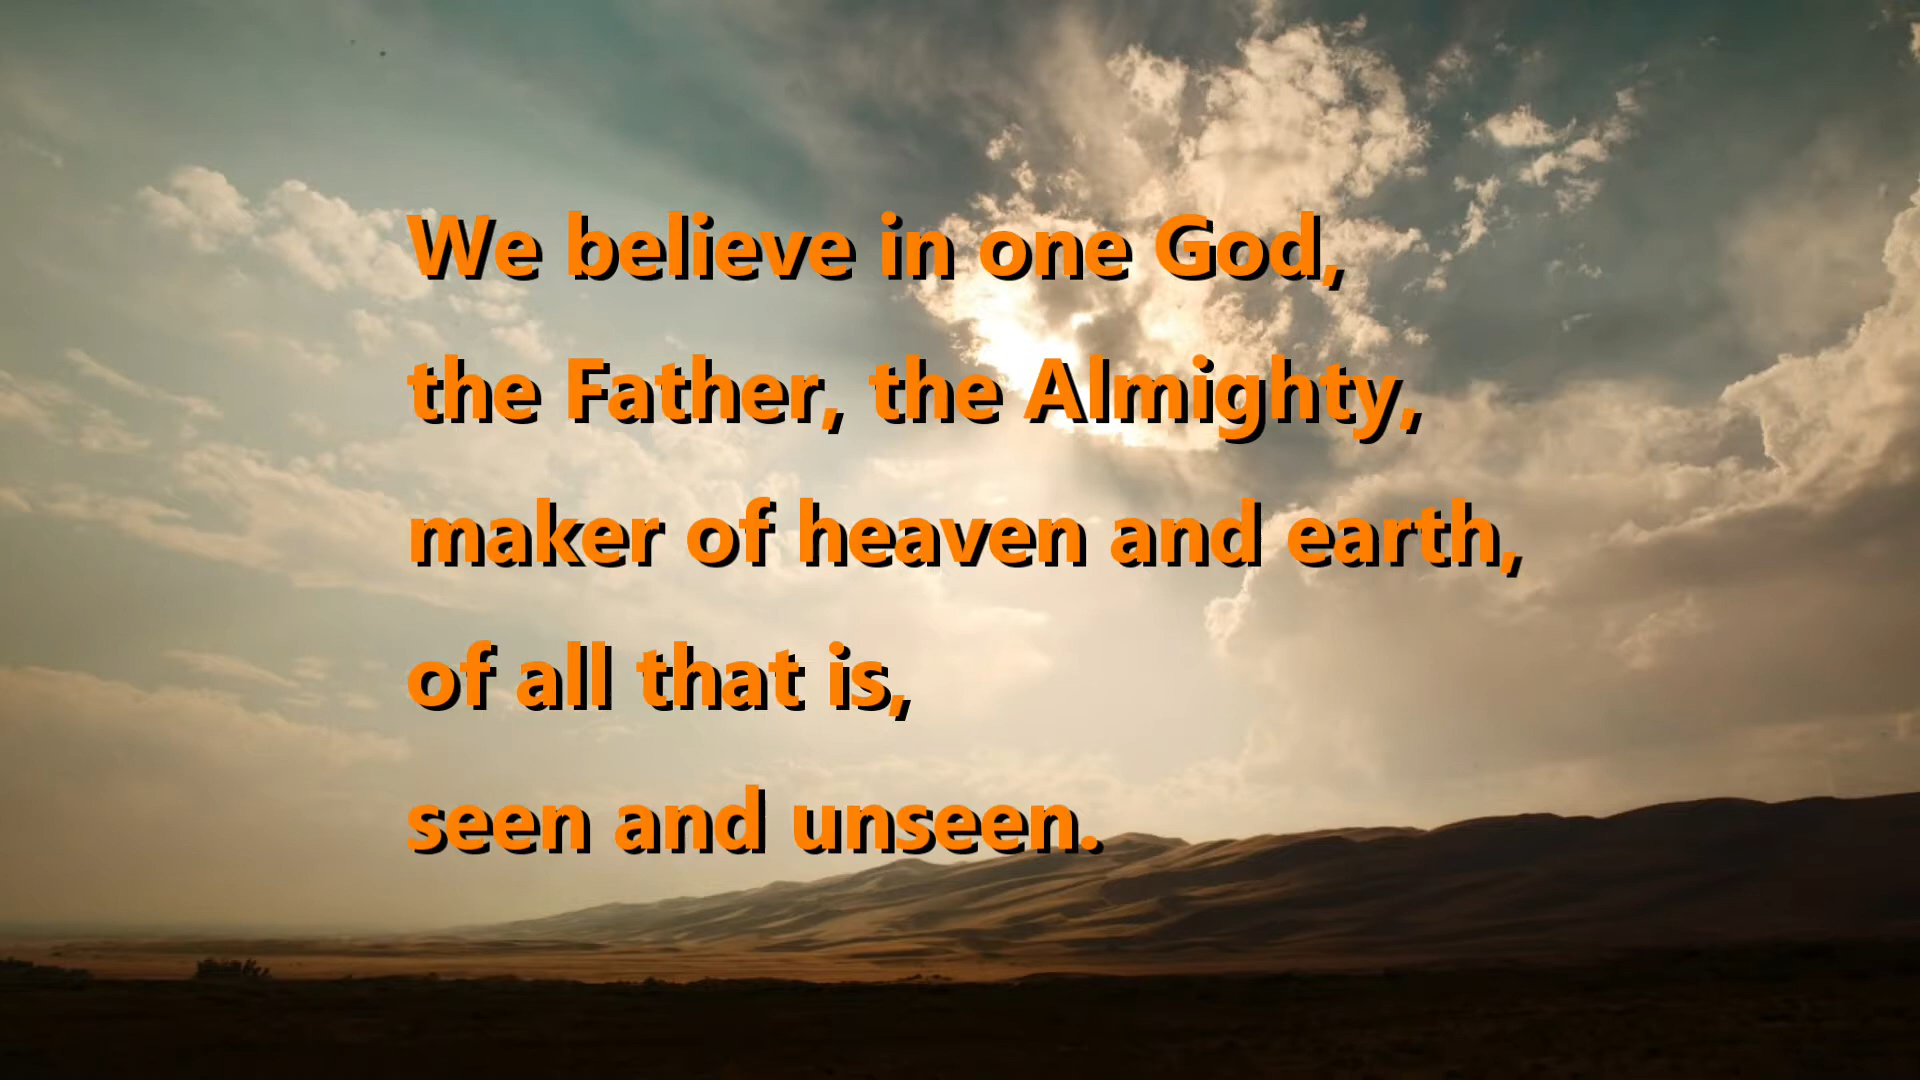 We believe in one God,
the Father, the Almighty,
maker of heaven and earth,
of all that is,
seen and unseen.